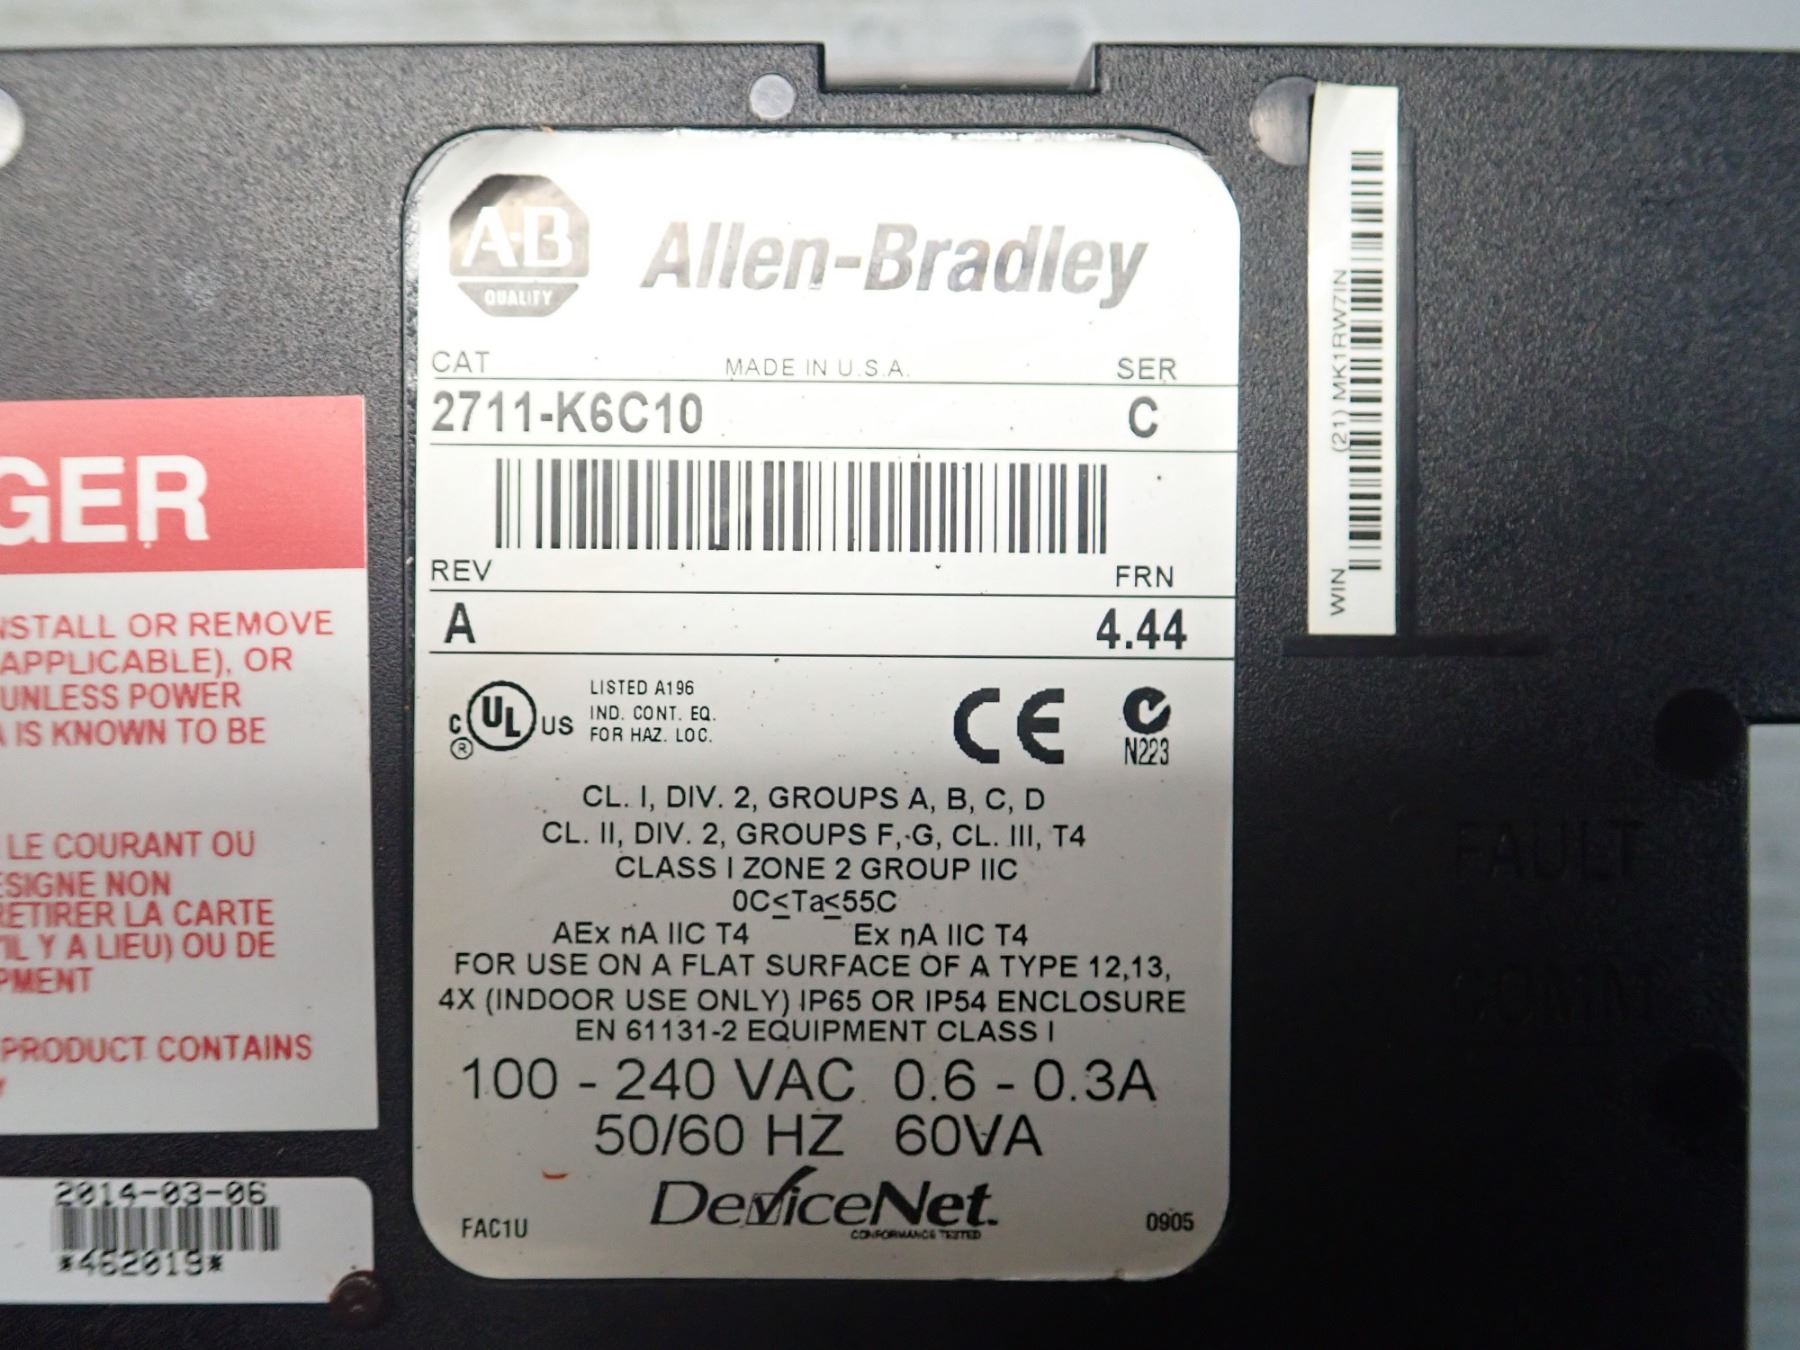 A-B
QUALITY
Allen-Bradley
CAT MADE IN U.S.A. SER
2711-K6C10 C
REV FRN
A 4.44
C UL US ®
LISTED A196
IND. CONT. EQ.
FOR HAZ. LOC.
CE
N223
CL. I, DIV. 2, GROUPS A, B, C, D
CL. II, DIV. 2, GROUPS F, G, CL. III, T4
CLASS I ZONE 2 GROUP IIC
0C≤Ta≤55C
AEx nA IIC T4 Ex nA IIC T4
FOR USE ON A FLAT SURFACE OF A TYPE 12,13,
4X (INDOOR USE ONLY) IP65 OR IP54 ENCLOSURE
EN 61131-2 EQUIPMENT CLASS I
100 - 240 VAC 0.6 - 0.3A
50/60 HZ 60VA
DeviceNet.
CONFORMANCE TESTED
FAC1U 0905
GER
NSTALL OR REMOVE
APPLICABLE), OR
UNLESS POWER
A IS KNOWN TO BE
LE COURANT OU
ESIGNE NON
RETIRER LA CARTE
'IL Y A LIEU) OU DE
PMENT
PRODUCT CONTAINS
2014-03-06
*462019*
WIN (21) MK1RW7IN
FAULT
COMM